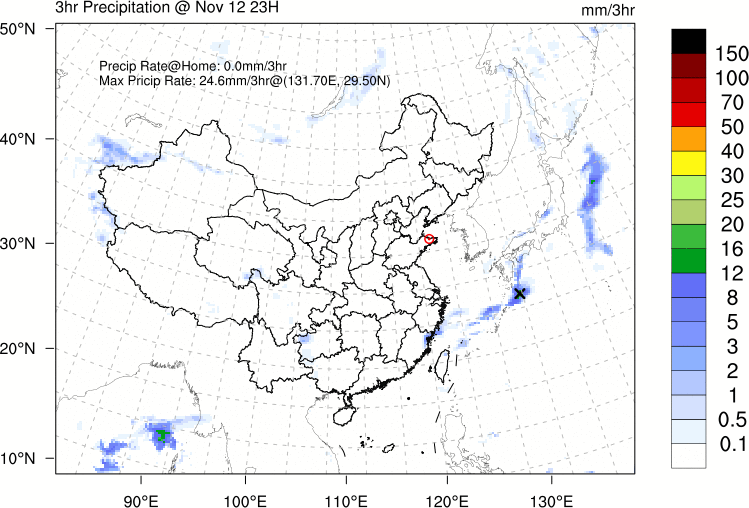 3hr Precipitation @ Nov 12 23H
mm/3hr
Precip Rate@Home: 0.0mm/3hr
Max Pricip Rate: 24.6mm/3hr@(131.70E, 29.50N)
50°N
40°N
30°N
20°N
10°N
90°E
100°E
110°E
120°E
130°E
150
100
70
50
40
30
25
20
16
12
8
5
3
2
1
0.5
0.1